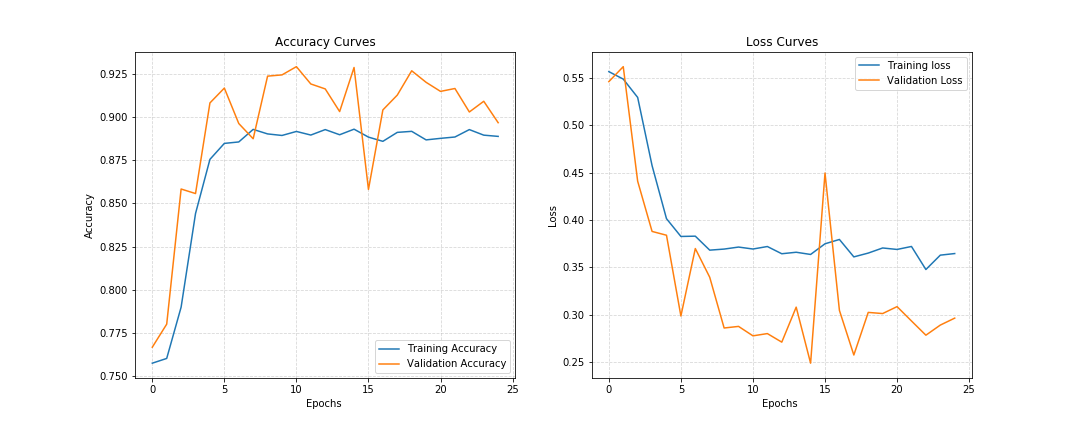 Accuracy Curves
0.925
0.900
0.875
0.850
0.825
0.800
0.775
0.750
Accuracy
0 5 10 15 20 25
Epochs
Training Accuracy
Validation Accuracy
Loss Curves
0.55
0.50
0.45
0.40
0.35
0.30
0.25
Loss
0 5 10 15 20 25
Epochs
Training loss
Validation Loss